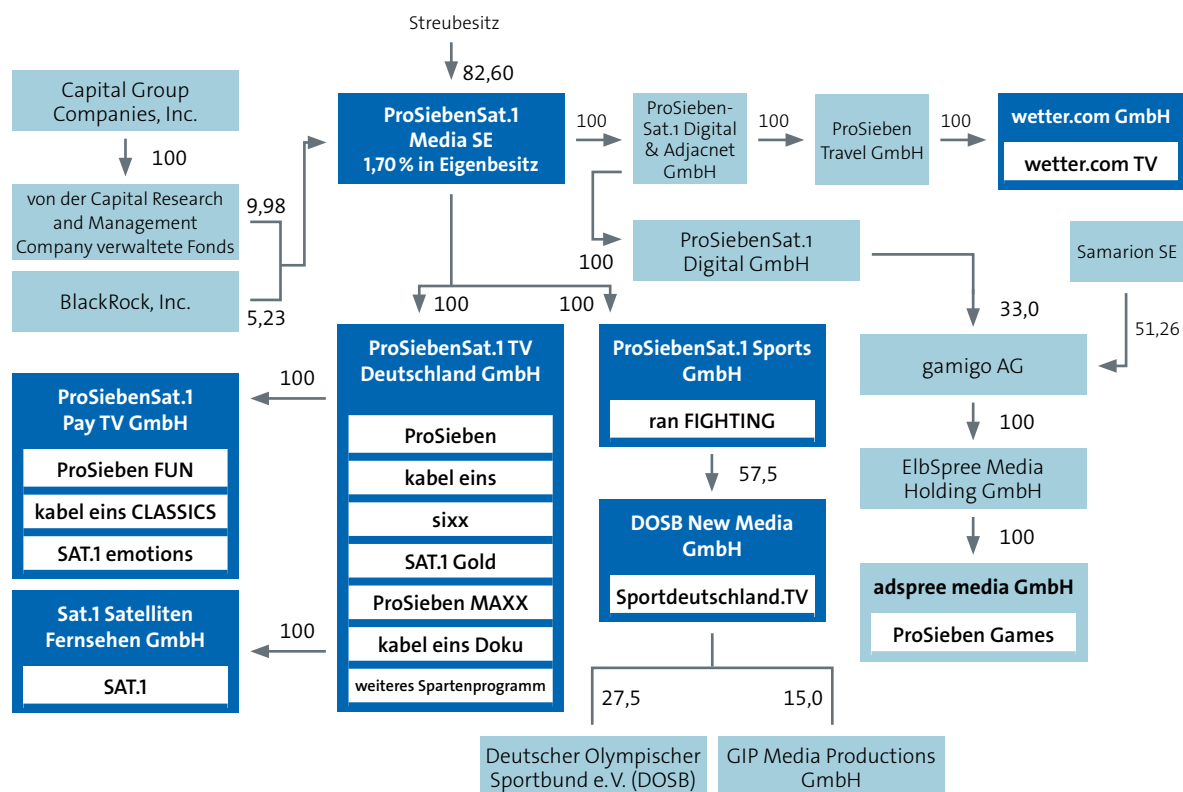 Streubesitz
82,60
Capital Group
Companies, Inc.
100
von der Capital Research
and Management
Company verwaltete Fonds
9,98
BlackRock, Inc.
5,23
ProSiebenSat.1
Media SE
1,70 % in Eigenbesitz
100
ProSieben-
Sat.1 Digital
& Adjacnet
GmbH
100
ProSieben
Travel GmbH
100
wetter.com GmbH
wetter.com TV
100
ProSiebenSat.1
Digital GmbH
Samarion SE
33,0
51,26
gamigo AG
100
ElbSpree Media
Holding GmbH
100
adspree media GmbH
ProSieben Games
100
100
ProSiebenSat.1 TV
Deutschland GmbH
ProSieben
kabel eins
sixx
SAT.1 Gold
ProSieben MAXX
kabel eins Doku
weiteres Spartenprogramm
100
ProSiebenSat.1
Pay TV GmbH
ProSieben FUN
kabel eins CLASSICS
SAT.1 emotions
100
Sat.1 Satelliten
Fernsehen GmbH
SAT.1
ProSiebenSat.1 Sports
GmbH
ran FIGHTING
57,5
DOSB New Media
GmbH
Sportdeutschland.TV
27,5
15,0
Deutscher Olympischer
Sportbund e. V. (DOSB)
GIP Media Productions
GmbH